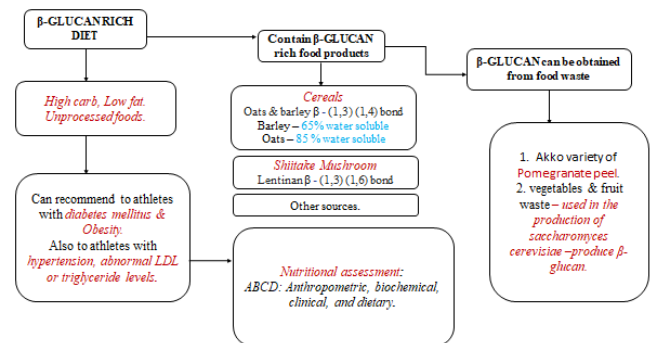 β-GLUCAN RICH
DIET
Contain β-GLUCAN
rich food products
β-GLUCAN can be obtained
from food waste
High carb, Low fat.
Unprocessed foods.
Cereals
Oats & barley β - (1,3) (1,4) bond
Barley – 65% water soluble
Oats – 85 % water soluble
Shiitake Mushroom
Lentinan β - (1,3) (1,6) bond
Other sources.
1. Akko variety of
Pomegranate peel.
2. vegetables & fruit
waste – used in the
production of
saccharomyces
cerevisiae –produce β-
glucan.
Can recommend to athletes
with diabetes mellitus &
Obesity.
Also to athletes with
hypertension, abnormal LDL
or triglyceride levels.
Nutritional assessment:
ABCD: Anthropometric, biochemical,
clinical, and dietary.